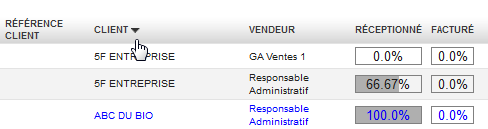 RÉFÉRENCE CLIENT CLIENT VENDEUR RÉCEPTIONNÉ FACTURÉ
5F ENTREPRISE GA Ventes 1 0.0% 0.0%
5F ENTREPRISE Responsable Administratif 66.67% 0.0%
ABC DU BIO Responsable Administratif 100.0% 0.0%